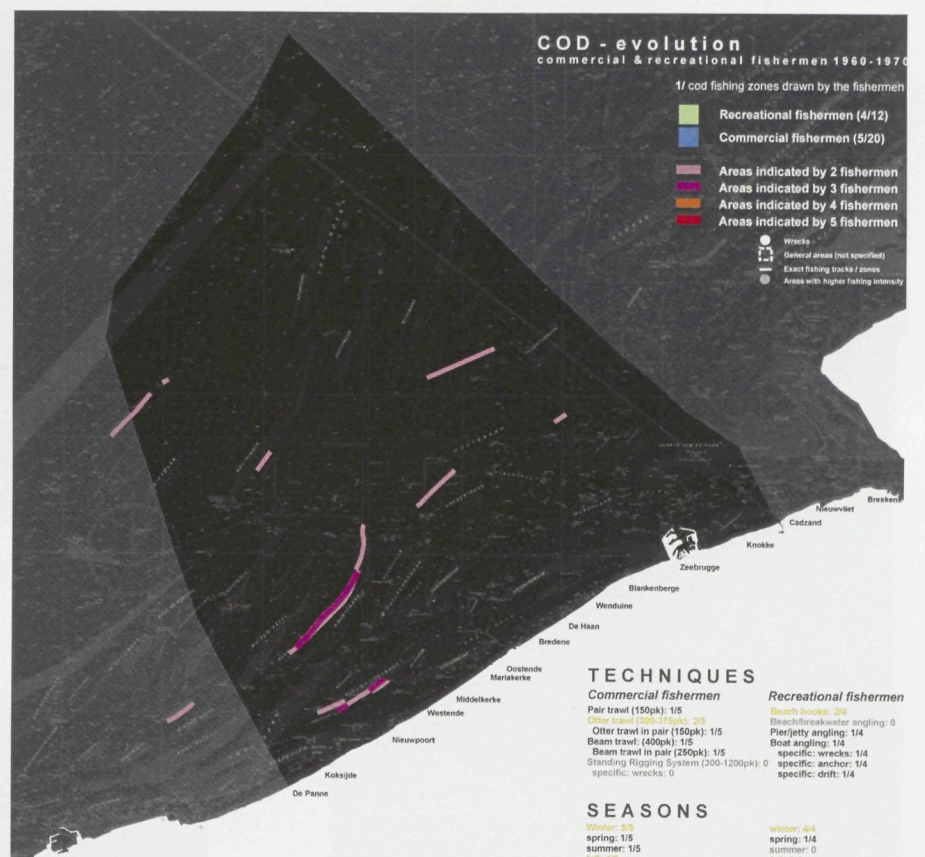 COD - evolution
commercial & recreational fishermen 1960-1970
1/ cod fishing zones drawn by the fishermen
Recreational fishermen (4/12)
Commercial fishermen (5/20)
Areas indicated by 2 fishermen
Areas indicated by 3 fishermen
Areas indicated by 4 fishermen
Areas indicated by 5 fishermen
Wrecks
General areas (not specified)
Exact fishing tracks / zones
Areas with higher fishing intensity
Breskens
Nieuwvliet
Cadzand
Knokke
Zeebrugge
Blankenberge
Wenduine
De Haan
Bredene
Oostende
Mariakerke
Middelkerke
Westende
Nieuwpoort
Koksijde
De Panne
TECHNIQUES
Commercial fishermen
Pair trawl (150pk): 1/5
Otter trawl (300-375pk): 2/5
Otter trawl in pair (150pk): 1/5
Beam trawl: (400pk): 1/5
Beam trawl in pair (250pk): 1/5
Standing Rigging System (300-1200pk): 0
specific: wrecks: 0
Recreational fishermen
Beach hooks: 2/4
Beach/breakwater angling: 0
Pier/jetty angling: 1/4
Boat angling: 1/4
specific: wrecks: 1/4
specific: anchor: 1/4
specific: drift: 1/4
SEASONS
Winter: 5/5
spring: 1/5
summer: 1/5
winter: 4/4
spring: 1/4
summer: 0